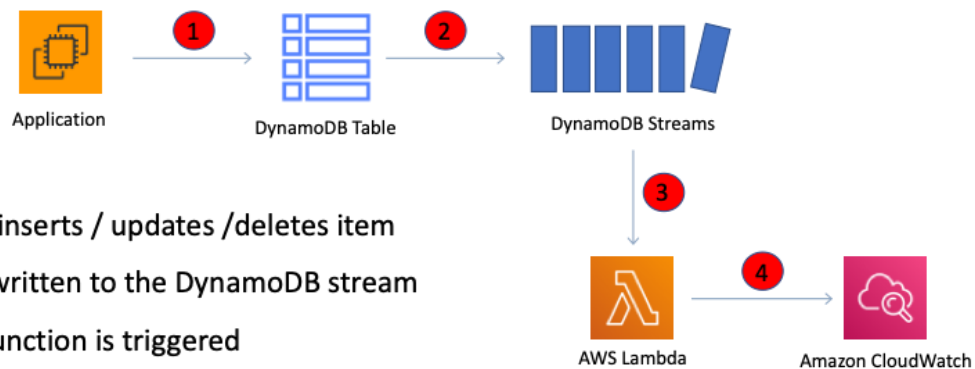 1
2
Application
DynamoDB Table
DynamoDB Streams
3
inserts / updates /deletes item
written to the DynamoDB stream
4
unction is triggered
AWS Lambda
Amazon CloudWatch